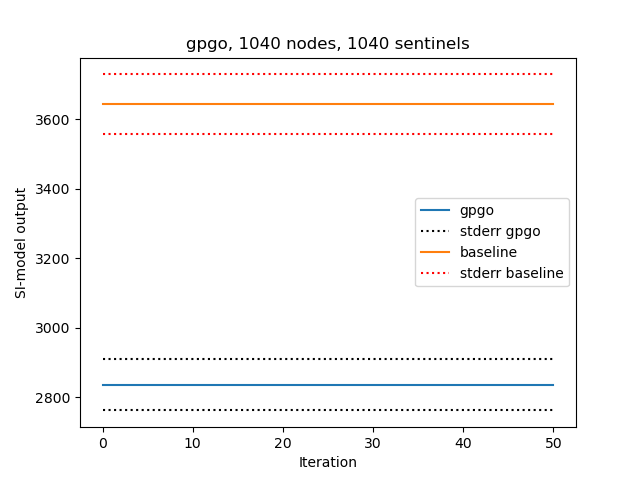 gpgo, 1040 nodes, 1040 sentinels
3600
3400
3200
3000
2800
SI-model output
gpgo
stderr gpgo
baseline
stderr baseline
0 10 20 30 40 50
Iteration